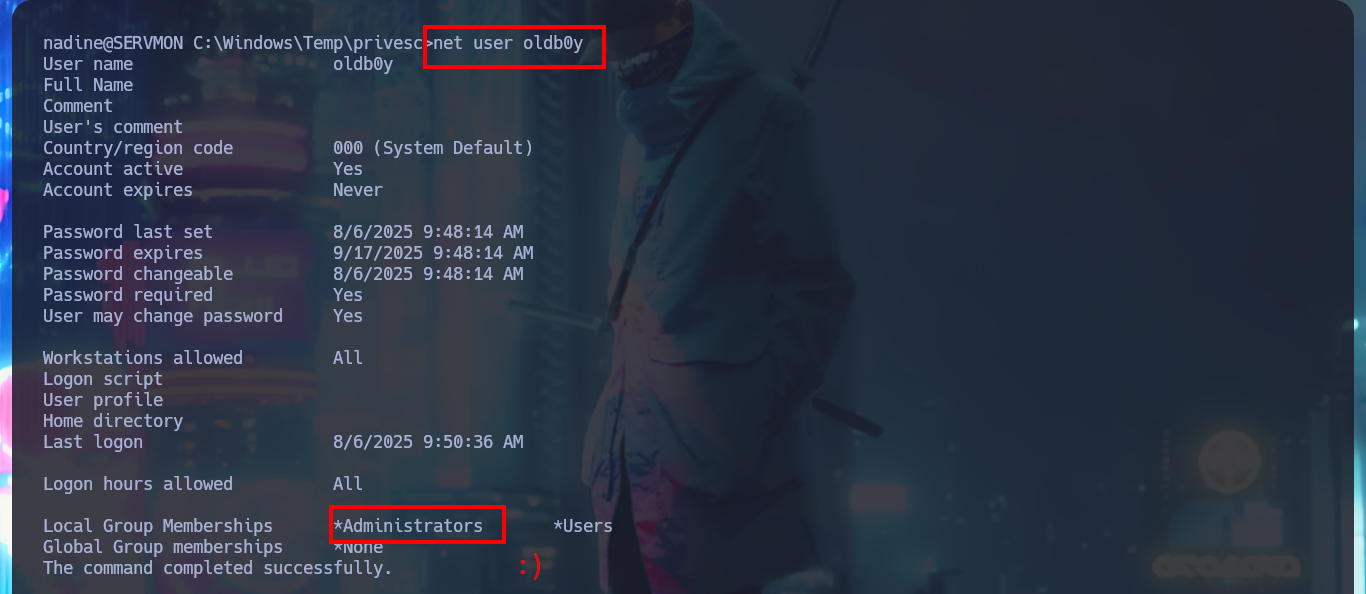 nadine@SERVMON C:\Windows\Temp\privesc>net user oldb0y
User name                    oldb0y
Full Name
Comment
User's comment
Country/region code          000 (System Default)
Account active               Yes
Account expires              Never
Password last set            8/6/2025 9:48:14 AM
Password expires             9/17/2025 9:48:14 AM
Password changeable          8/6/2025 9:48:14 AM
Password required            Yes
User may change password     Yes
Workstations allowed         All
Logon script
User profile
Home directory
Last logon                   8/6/2025 9:50:36 AM
Logon hours allowed          All
Local Group Memberships      *Administrators       *Users
Global Group memberships     *None
The command completed successfully.
:)